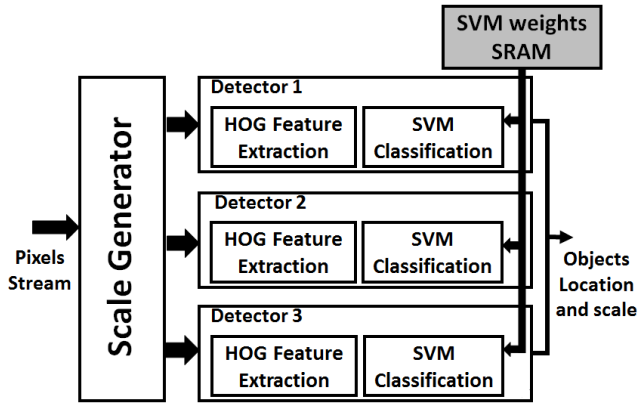 SVM weights
SRAM
Pixels
Stream
Scale Generator
Detector 1
HOG Feature
Extraction
SVM
Classification
Detector 2
HOG Feature
Extraction
SVM
Classification
Detector 3
HOG Feature
Extraction
SVM
Classification
Objects
Location
and scale